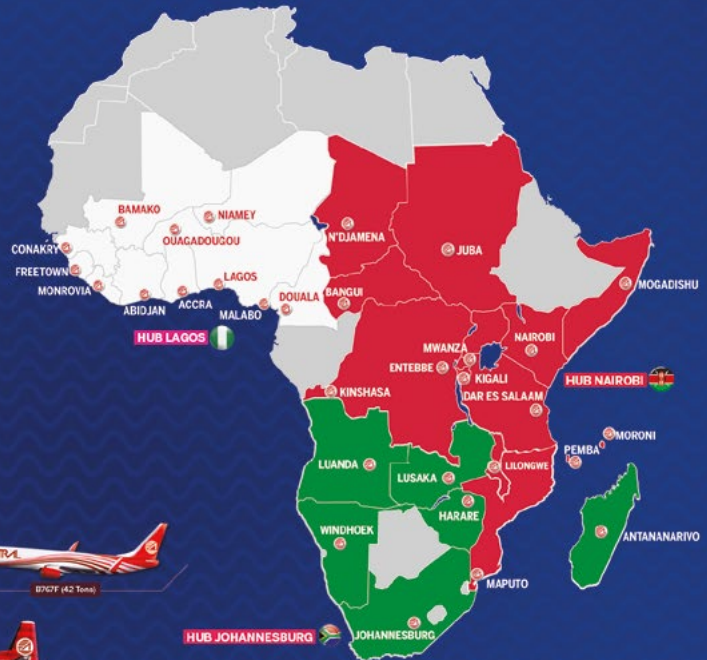 BAMAKO
NIAMEY
CONAKRY
OUAGADOUGOU
N'DJAMENA
JUBA
FREETOWN
LAGOS
MOGADISHU
MONROVIA
ABIDJAN
ACCRA
MALABO
DOUALA
BANGUI
HUB LAGOS
MWANZA
NAIROBI
ENTEBBE
KIGALI
HUB NAIROBI
KINSHASA
DAR ES SALAAM
MORONI
PEMBA
LUANDA
LUSAKA
LILONGWE
HARARE
WINDHOEK
ANTANANARIVO
B767F (42 Tons)
MAPUTO
HUB JOHANNESBURG
JOHANNESBURG